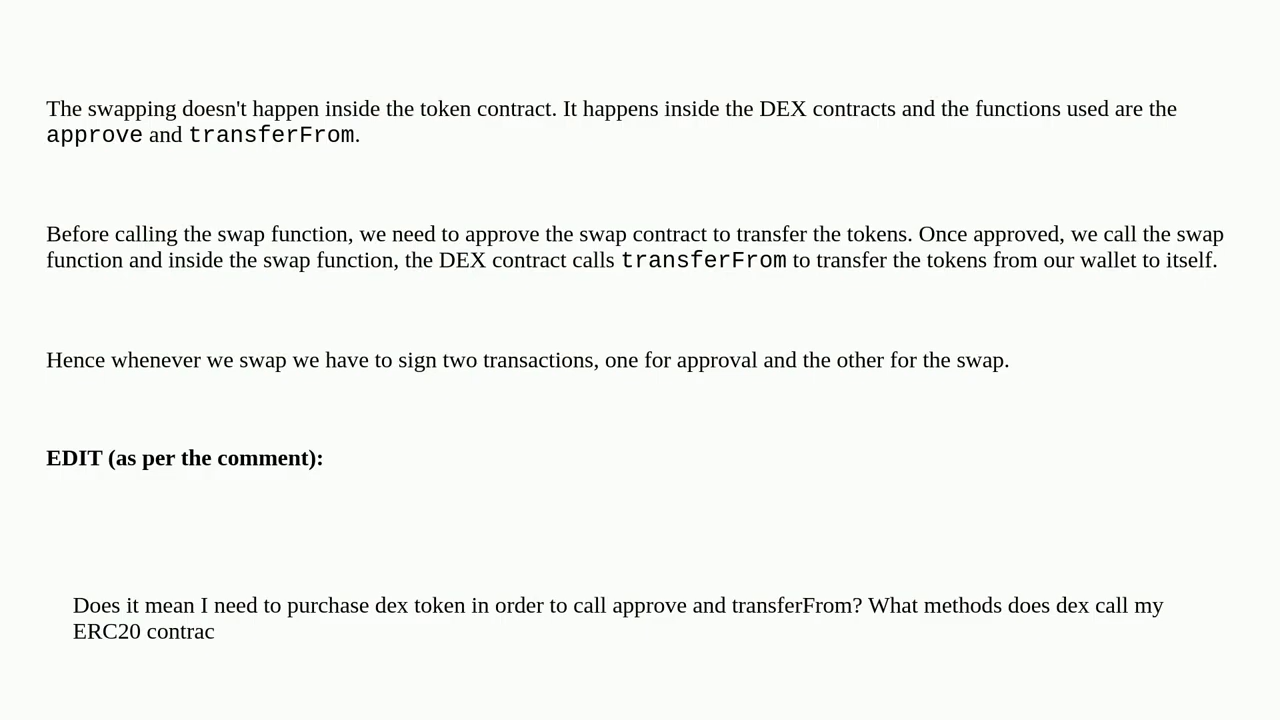 The swapping doesn't happen inside the token contract. It happens inside the DEX contracts and the functions used are the
approve and transferFrom.
Before calling the swap function, we need to approve the swap contract to transfer the tokens. Once approved, we call the swap
function and inside the swap function, the DEX contract calls transferFrom to transfer the tokens from our wallet to itself.
Hence whenever we swap we have to sign two transactions, one for approval and the other for the swap.
EDIT (as per the comment):
Does it mean I need to purchase dex token in order to call approve and transferFrom? What methods does dex call my
ERC20 contrac